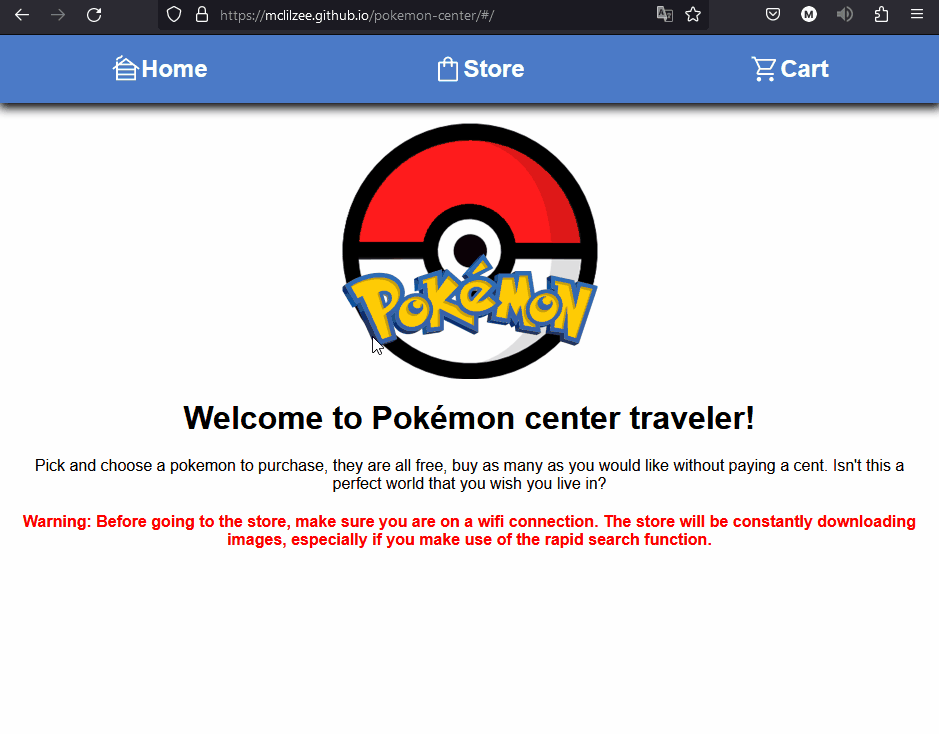 https://mclilzee.github.io/pokemon-center/#/
M
Home
Store
Cart
POKéMON
Welcome to Pokémon center traveler!
Pick and choose a pokemon to purchase, they are all free, buy as many as you would like without paying a cent. Isn't this a
perfect world that you wish you live in?
Warning: Before going to the store, make sure you are on a wifi connection. The store will be constantly downloading
images, especially if you make use of the rapid search function.